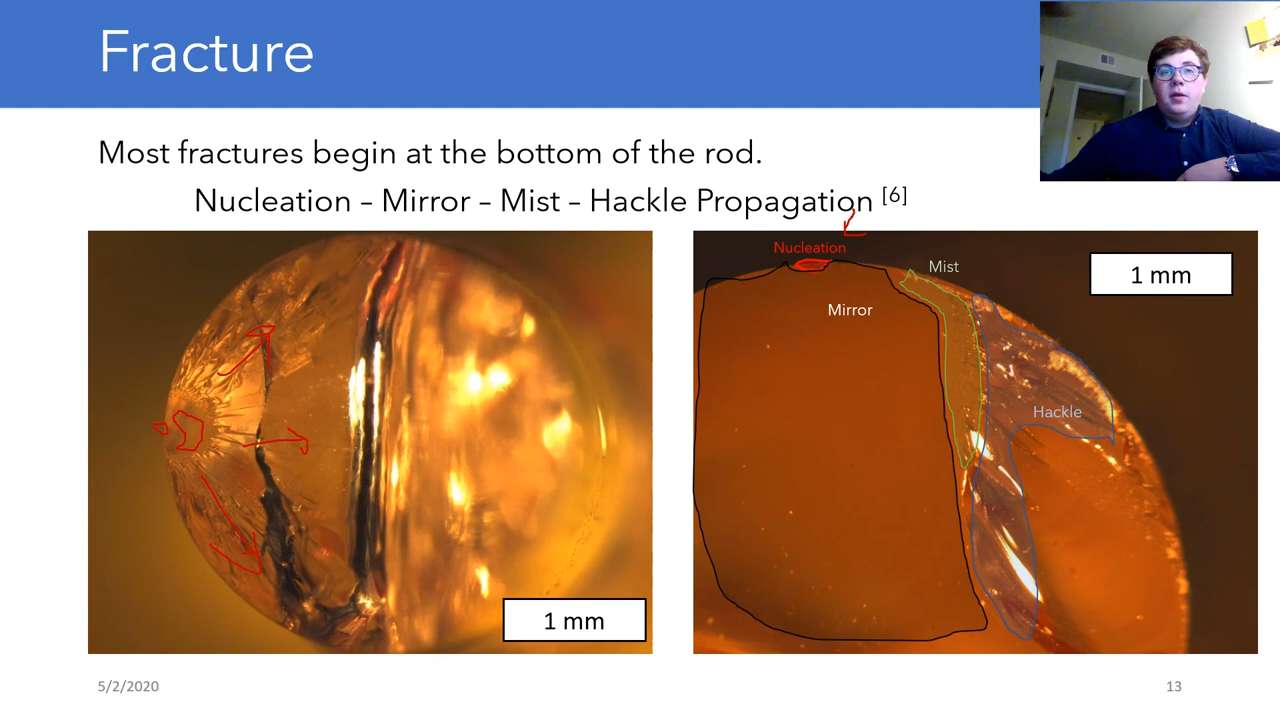 Fracture
Most fractures begin at the bottom of the rod.
Nucleation – Mirror – Mist – Hackle Propagation [6]
Nucleation
Mist
1 mm
Mirror
Hackle
1 mm
5/2/2020
13